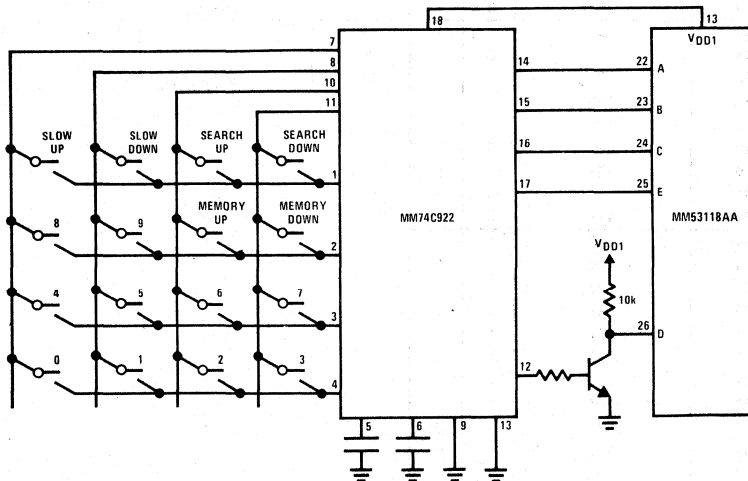 18
13
V DD1
7
8
10
11
14
22
A
15
23
B
16
24
C
17
25
E
SLOW UP
SLOW DOWN
SEARCH UP
SEARCH DOWN
1
MM74C922
MM53118AA
8
9
MEMORY UP
MEMORY DOWN
2
V DD1
10k
4
5
6
7
3
26
D
0
1
2
3
4
12
5
6
9
13